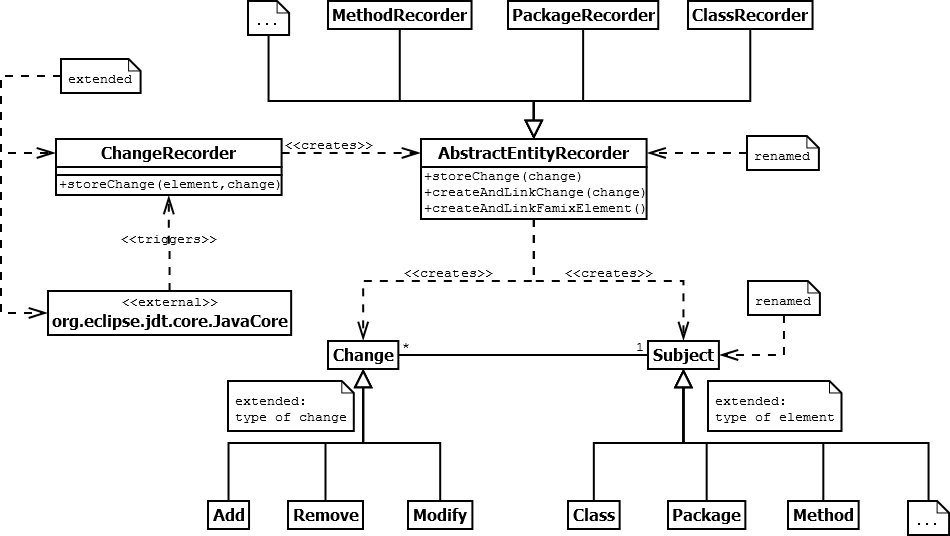 ...
MethodRecorder
PackageRecorder
ClassRecorder
extended
ChangeRecorder
+storeChange(element,change)
<<creates>>
AbstractEntityRecorder
+storeChange(change)
+createAndLinkChange(change)
+createAndLinkFamixElement()
renamed
<<triggers>>
<<external>>
org.eclipse.jdt.core.JavaCore
<<creates>>
<<creates>>
renamed
Change
*
1
Subject
extended:
type of change
extended:
type of element
Add
Remove
Modify
Class
Package
Method
...